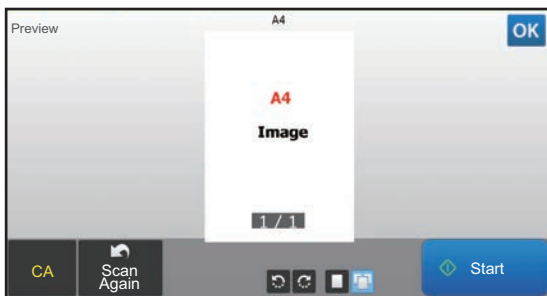 Preview
A4
OK
A4
Image
1 / 1
CA
Scan
Again
Start